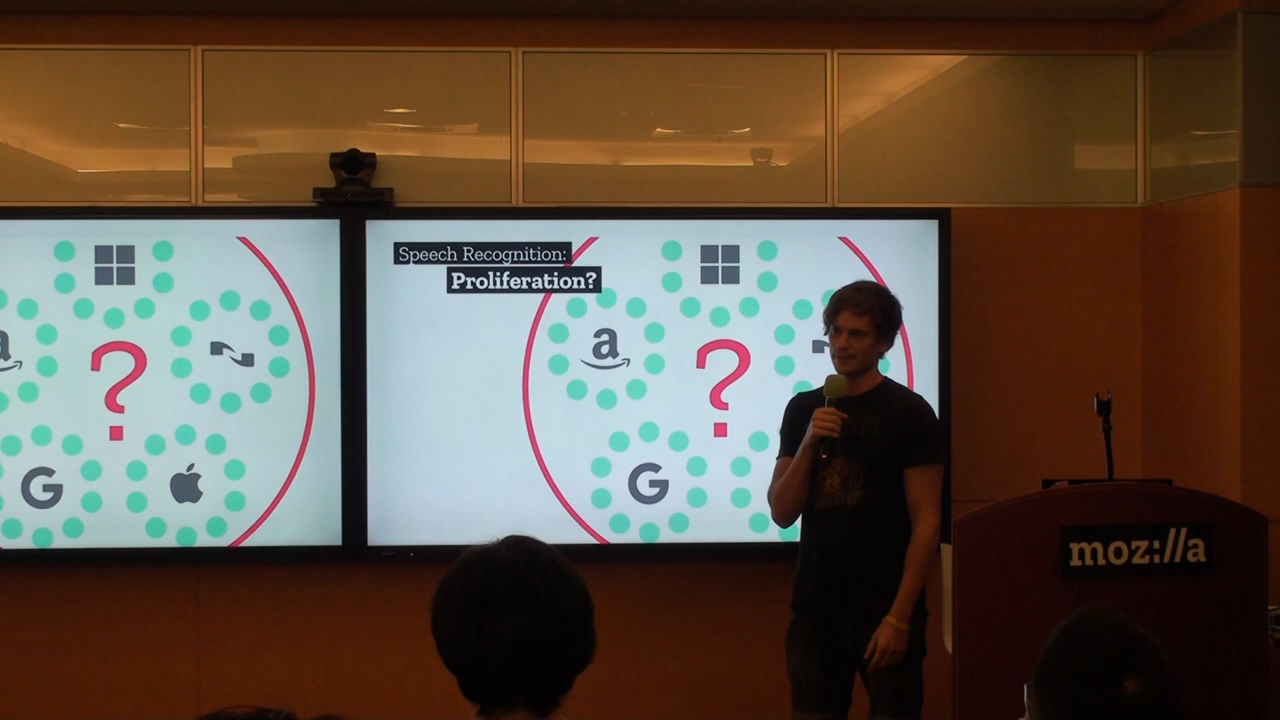 Speech Recognition:
Proliferation?
?
?
a
G
G
moz://a